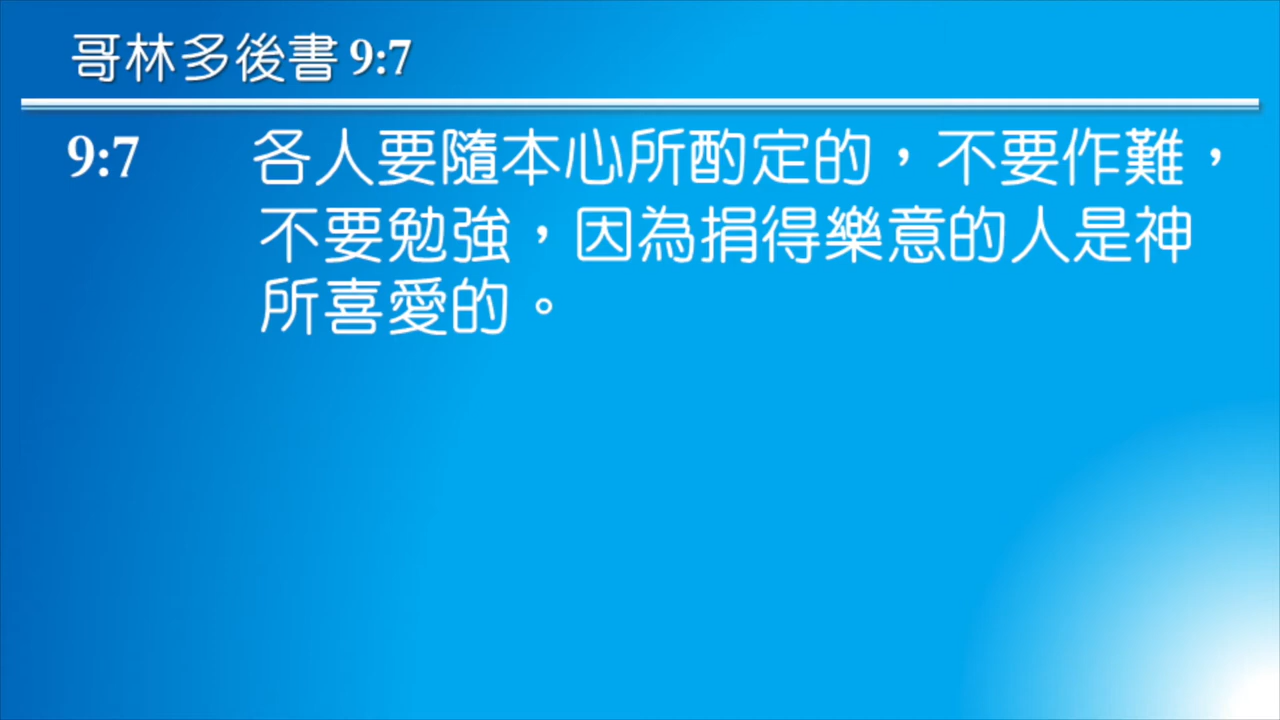 哥林多後書 9:7
9:7 各人要隨本心所酌定的，不要作難，
不要勉強，因為捐得樂意的人是神
所喜愛的。